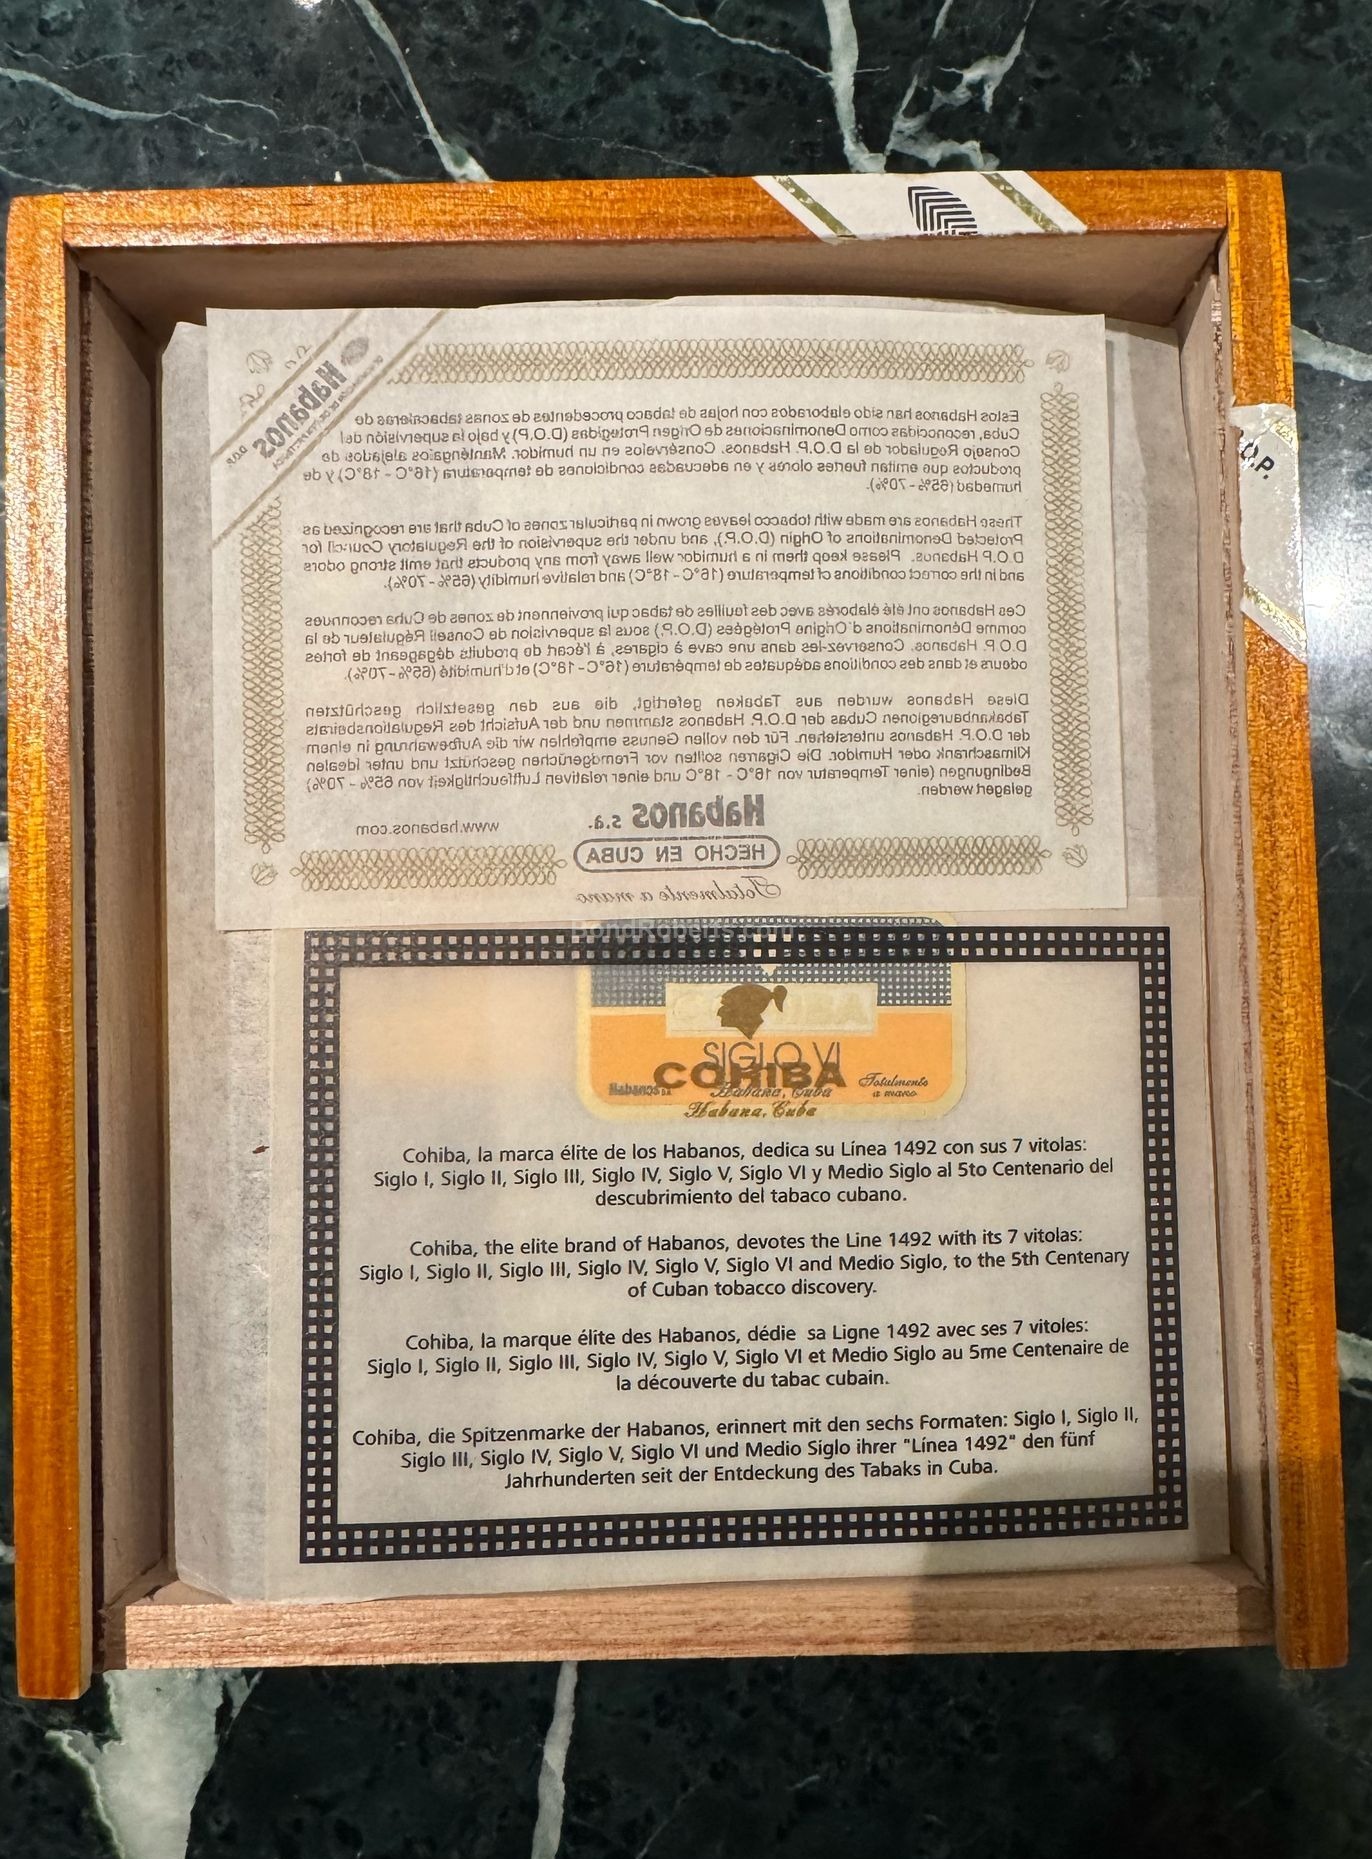 O.P.
Habanos
D.O.P.
Estos Habanos han sido elaborados con hojas de tabaco procedentes de zonas tabacaleras de
Cuba, reconocidas como Denominaciones de Origen Protegidas (D.O.P) y bajo la supervisión del
Consejo Regulador de la D.O.P. Habanos. Consérvelos en un humidor. Manténgalos alejados de
productos que emitan fuertes olores y en adecuadas condiciones de temperatura (16°C - 18°C) y de
humedad (65% - 70%).
These Habanos are made with tobacco leaves grown in particular zones of Cuba that are recognized as
Protected Denominations of Origin (D.O.P.), and under the supervision of the Regulatory Council for
D.O.P Habanos. Please keep them in a humidor well away from any products that emit strong odors
and in the correct conditions of temperature (16°C - 18°C) and relative humidity (65% - 70%).
Ces Habanos ont été élaborés avec des feuilles de tabac qui proviennent de zones de Cuba reconnues
comme Dénominations d'Origine Protégées (D.O.P.) sous la supervision de Conseil Régulateur de la
D.O.P. Habanos. Conservez-les dans une cave à cigares, à l'écart de produits dégageant de fortes
odeurs et dans des conditions adéquates de température (16°C - 18°C) et d'humidité (65% - 70%).
Diese Habanos wurden aus Tabaken gefertigt, die aus den gesetzlich geschützten
Tabakanbauregionen Cubas der D.O.P. Habanos stammen und der Aufsicht des Regulationsbeirats
der D.O.P. Habanos unterstehen. Für den vollen Genuss empfehlen wir die Aufbewahrung in einem
Klimaschrank oder Humidor. Die Cigarren sollten vor Fremdgerüchen geschützt und unter idealen
Bedingungen (einer Temperatur von 16°C - 18°C und einer relativen Luftfeuchtigkeit von 65% - 70%)
gelagert werden.
Habanos s.a.
www.habanos.com
HECHO EN CUBA
Totalmente a mano
BondRoberts.com
SIGLO VI
COHIBA
Habanos S.A.
Habana, Cuba
Totalmente
a mano
Habana, Cuba
Cohiba, la marca élite de los Habanos, dedica su Línea 1492 con sus 7 vitolas:
Siglo I, Siglo II, Siglo III, Siglo IV, Siglo V, Siglo VI y Medio Siglo al 5to Centenario del
descubrimiento del tabaco cubano.
Cohiba, the elite brand of Habanos, devotes the Line 1492 with its 7 vitolas:
Siglo I, Siglo II, Siglo III, Siglo IV, Siglo V, Siglo VI and Medio Siglo, to the 5th Centenary
of Cuban tobacco discovery.
Cohiba, la marque élite des Habanos, dédie sa Ligne 1492 avec ses 7 vitoles:
Siglo I, Siglo II, Siglo III, Siglo IV, Siglo V, Siglo VI et Medio Siglo au 5me Centenaire de
la découverte du tabac cubain.
Cohiba, die Spitzenmarke der Habanos, erinnert mit den sechs Formaten: Siglo I, Siglo II,
Siglo III, Siglo IV, Siglo V, Siglo VI und Medio Siglo ihrer "Línea 1492" den fünf
Jahrhunderten seit der Entdeckung des Tabaks in Cuba.